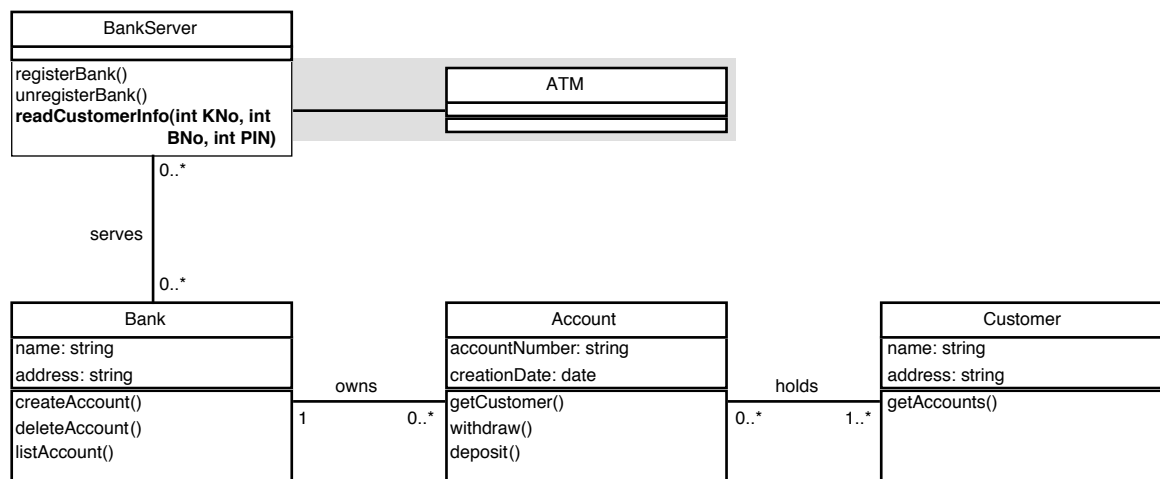 BankServer
registerBank()
unregisterBank()
readCustomerInfo(int KNo, int
BNo, int PIN)
ATM
0..*
serves
0..*
Bank
name: string
address: string
createAccount()
deleteAccount()
listAccount()
owns
1
0..*
Account
accountNumber: string
creationDate: date
getCustomer()
withdraw()
deposit()
holds
0..*
1..*
Customer
name: string
address: string
getAccounts()